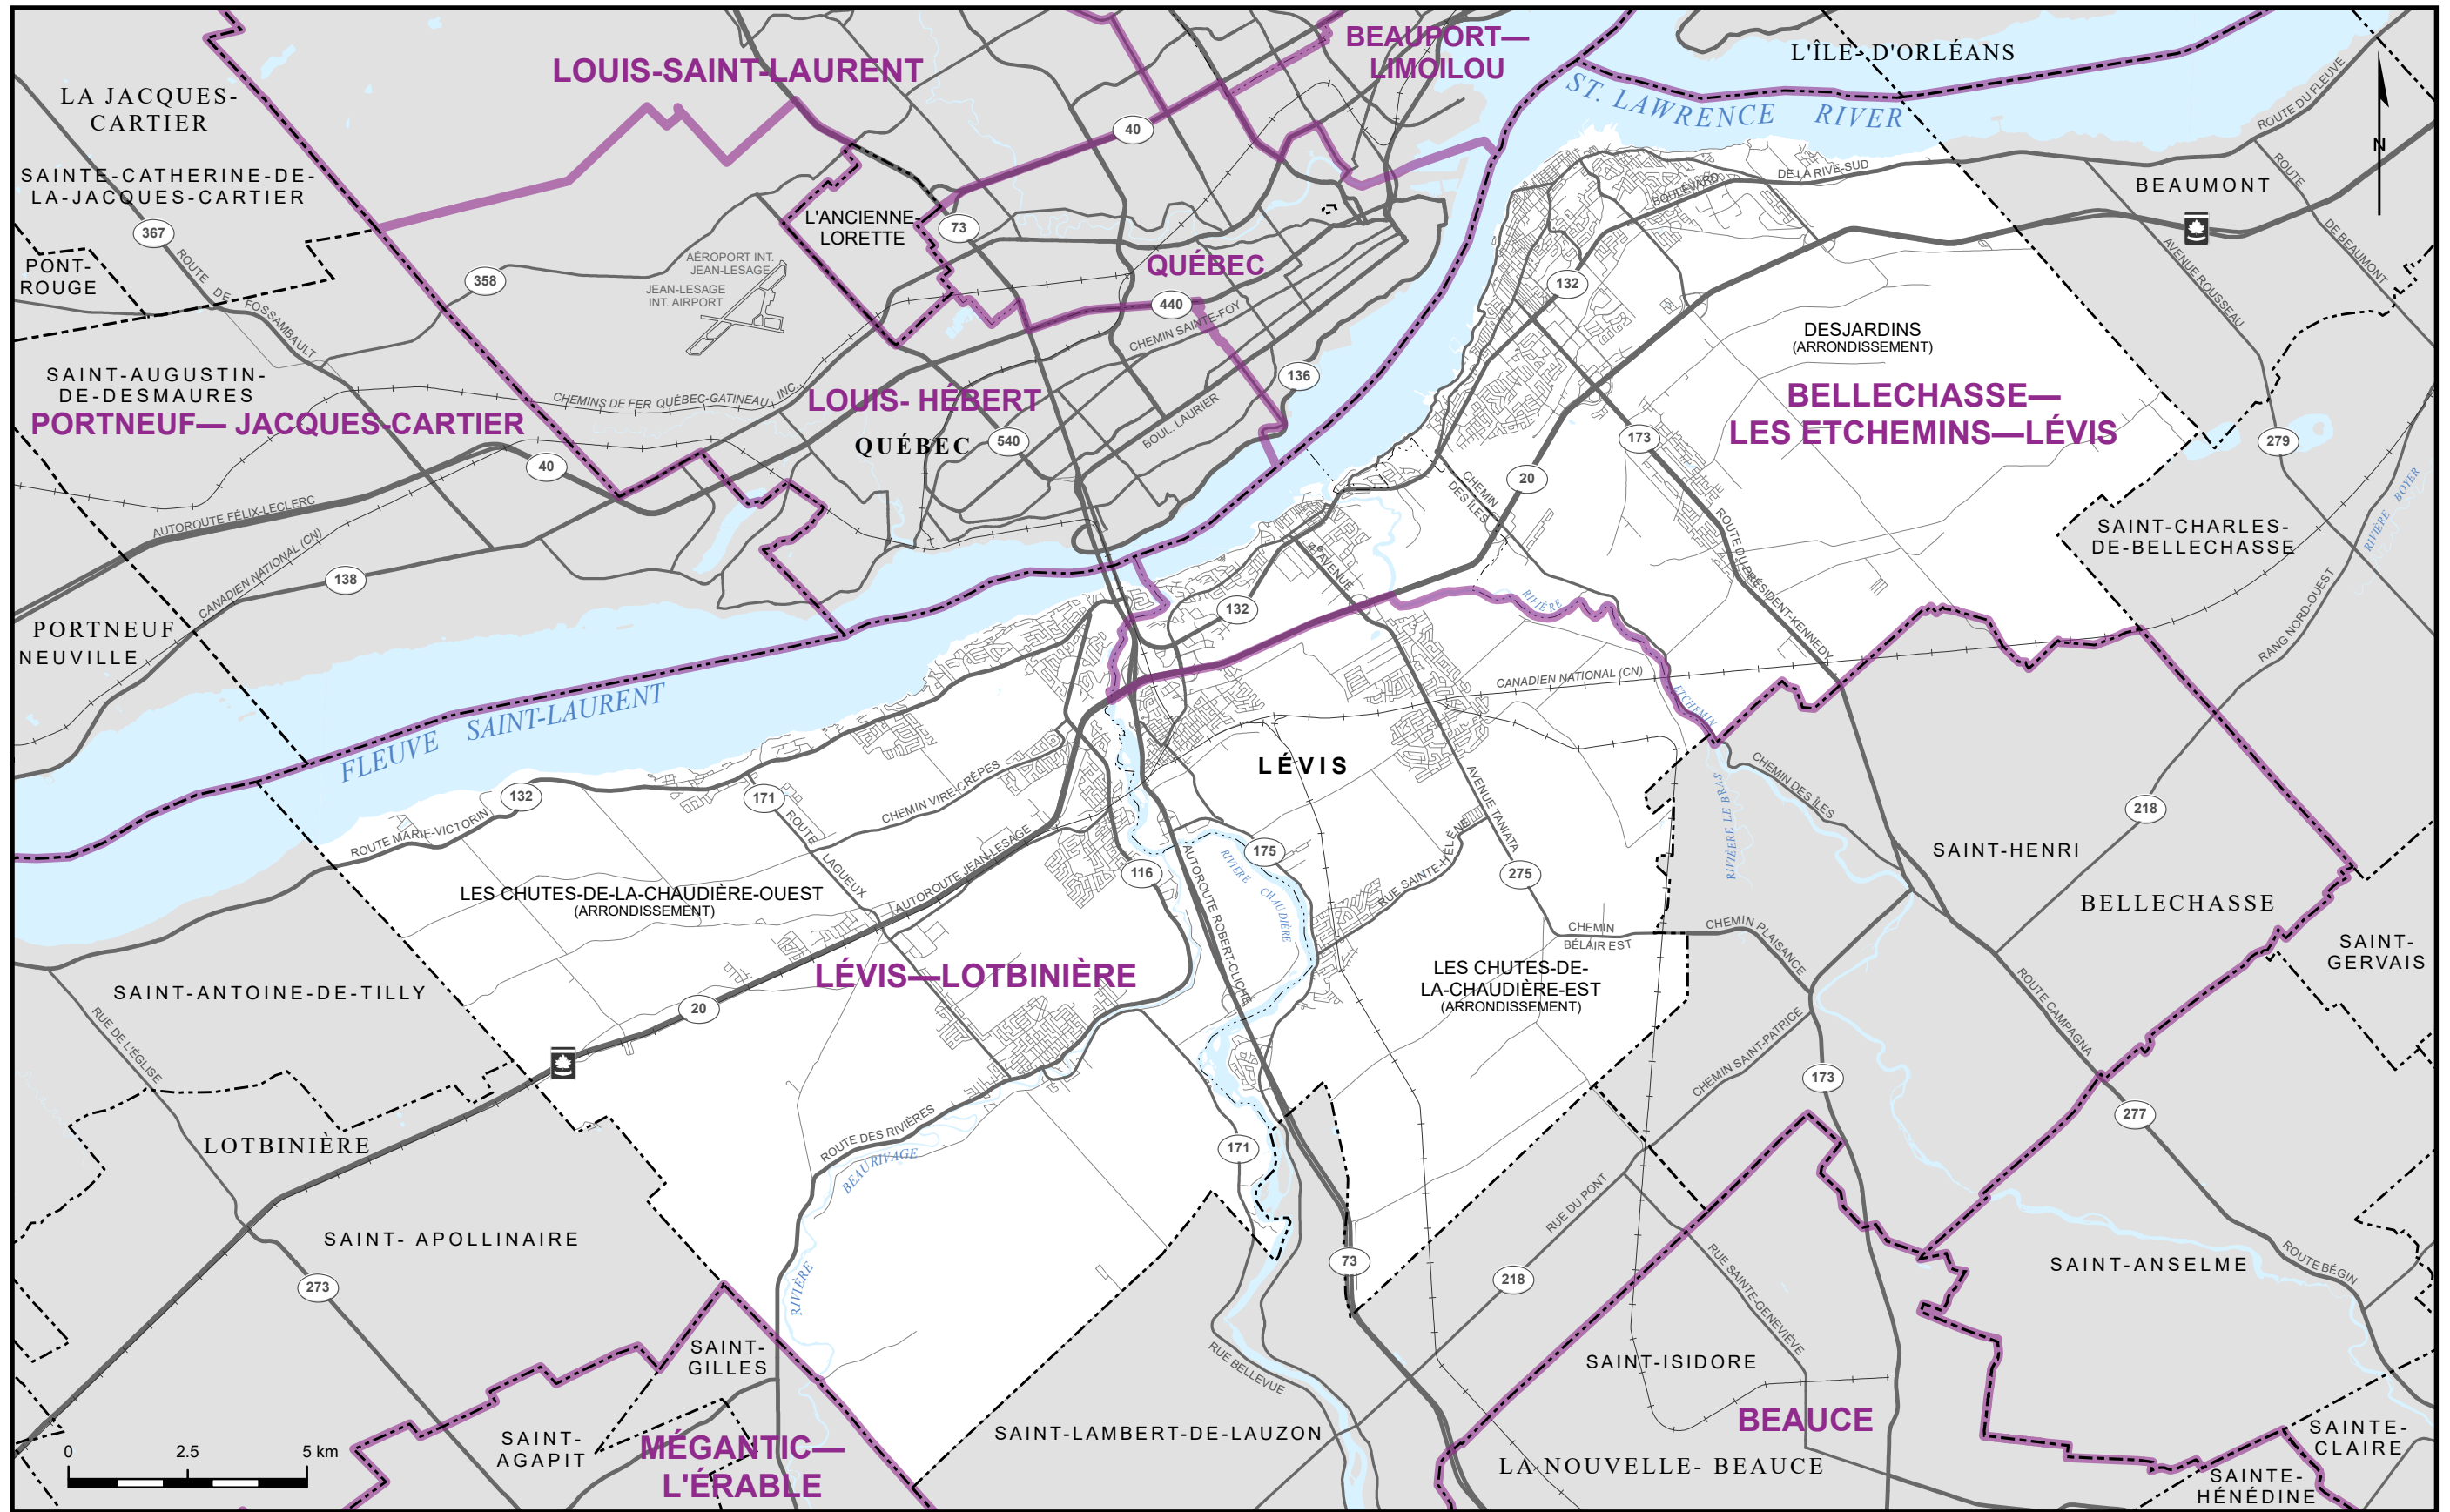 BEAUPORT—
LIMOILOU
LOUIS-SAINT-LAURENT
L'ÎLE-D'ORLÉANS
LA JACQUES-
CARTIER
ST. LAWRENCE RIVER
ROUTE DU FLEUVE
40
N
SAINTE-CATHERINE-DE-
LA-JACQUES-CARTIER
DE LA RIVE-SUD
BOULEVARD
BEAUMONT
ROUTE
DE BEAUMONT
L'ANCIENNE-
LORETTE
73
367
PONT-
ROUGE
ROUTE DE FOSSAMBAULT
358
AÉROPORT INT.
JEAN-LESAGE
JEAN-LESAGE
INT. AIRPORT
QUÉBEC
132
AVENUE ROUSSEAU
440
CHEMIN SAINTE-FOY
DESJARDINS
(ARRONDISSEMENT)
SAINT-AUGUSTIN-
DE-DESMAURES
136
CHEMINS DE FER QUÉBEC-GATINEAU INC.
LOUIS- HÉBERT
BELLECHASSE—
LES ETCHEMINS—LÉVIS
PORTNEUF— JACQUES-CARTIER
BOUL. LAURIER
QUÉBEC
540
173
279
40
20
CHEMIN
DES ÎLES
AUTOROUTE FÉLIX-LECLERC
RIVIÈRE BOYER
SAINT-CHARLES-
DE-BELLECHASSE
ROUTE DU PRÉSIDENT-KENNEDY
CANADIEN NATIONAL (CN)
138
4e AVENUE
132
RIVIÈRE
ETCHEMIN
PORTNEUF
NEUVILLE
RANG NORD-OUEST
CANADIEN NATIONAL (CN)
FLEUVE SAINT-LAURENT
LÉVIS
CHEMIN DES ÎLES
132
171
CHEMIN VIRE-CRÊPES
AVENUE TANIATA
RIVIÈRE LE BRAS
218
ROUTE MARIE-VICTORIN
ROUTE LAGUEUX
AUTOROUTE JEAN-LESAGE
116
175
RIVIÈRE CHAUDIÈRE
RUE SAINTE-HÉLÈNE
275
SAINT-HENRI
LES CHUTES-DE-LA-CHAUDIÈRE-OUEST
(ARRONDISSEMENT)
AUTOROUTE ROBERT-CLICHE
CHEMIN
BÉLAIR EST
CHEMIN PLAISANCE
BELLECHASSE
SAINT-
GERVAIS
LÉVIS—LOTBINIÈRE
LES CHUTES-DE-
LA-CHAUDIÈRE-EST
(ARRONDISSEMENT)
SAINT-ANTOINE-DE-TILLY
20
RUE DE L'ÉGLISE
ROUTE CAMPAGNA
CHEMIN SAINT-PATRICE
173
277
LOTBINIÈRE
ROUTE DES RIVIÈRES
BEAURIVAGE
171
RUE DU PONT
SAINT- APOLLINAIRE
RIVIÈRE
73
218
RUE SAINTE-GENEVIÈVE
SAINT-ANSELME
ROUTE BÉGIN
273
SAINT-
GILLES
RUE BELLEVUE
SAINT-ISIDORE
BEAUCE
SAINT-LAMBERT-DE-LAUZON
SAINT-
AGAPIT
MÉGANTIC—
L'ÉRABLE
LA NOUVELLE- BEAUCE
SAINTE-
CLAIRE
SAINTE-
HÉNÉDINE
0 2.5 5 km